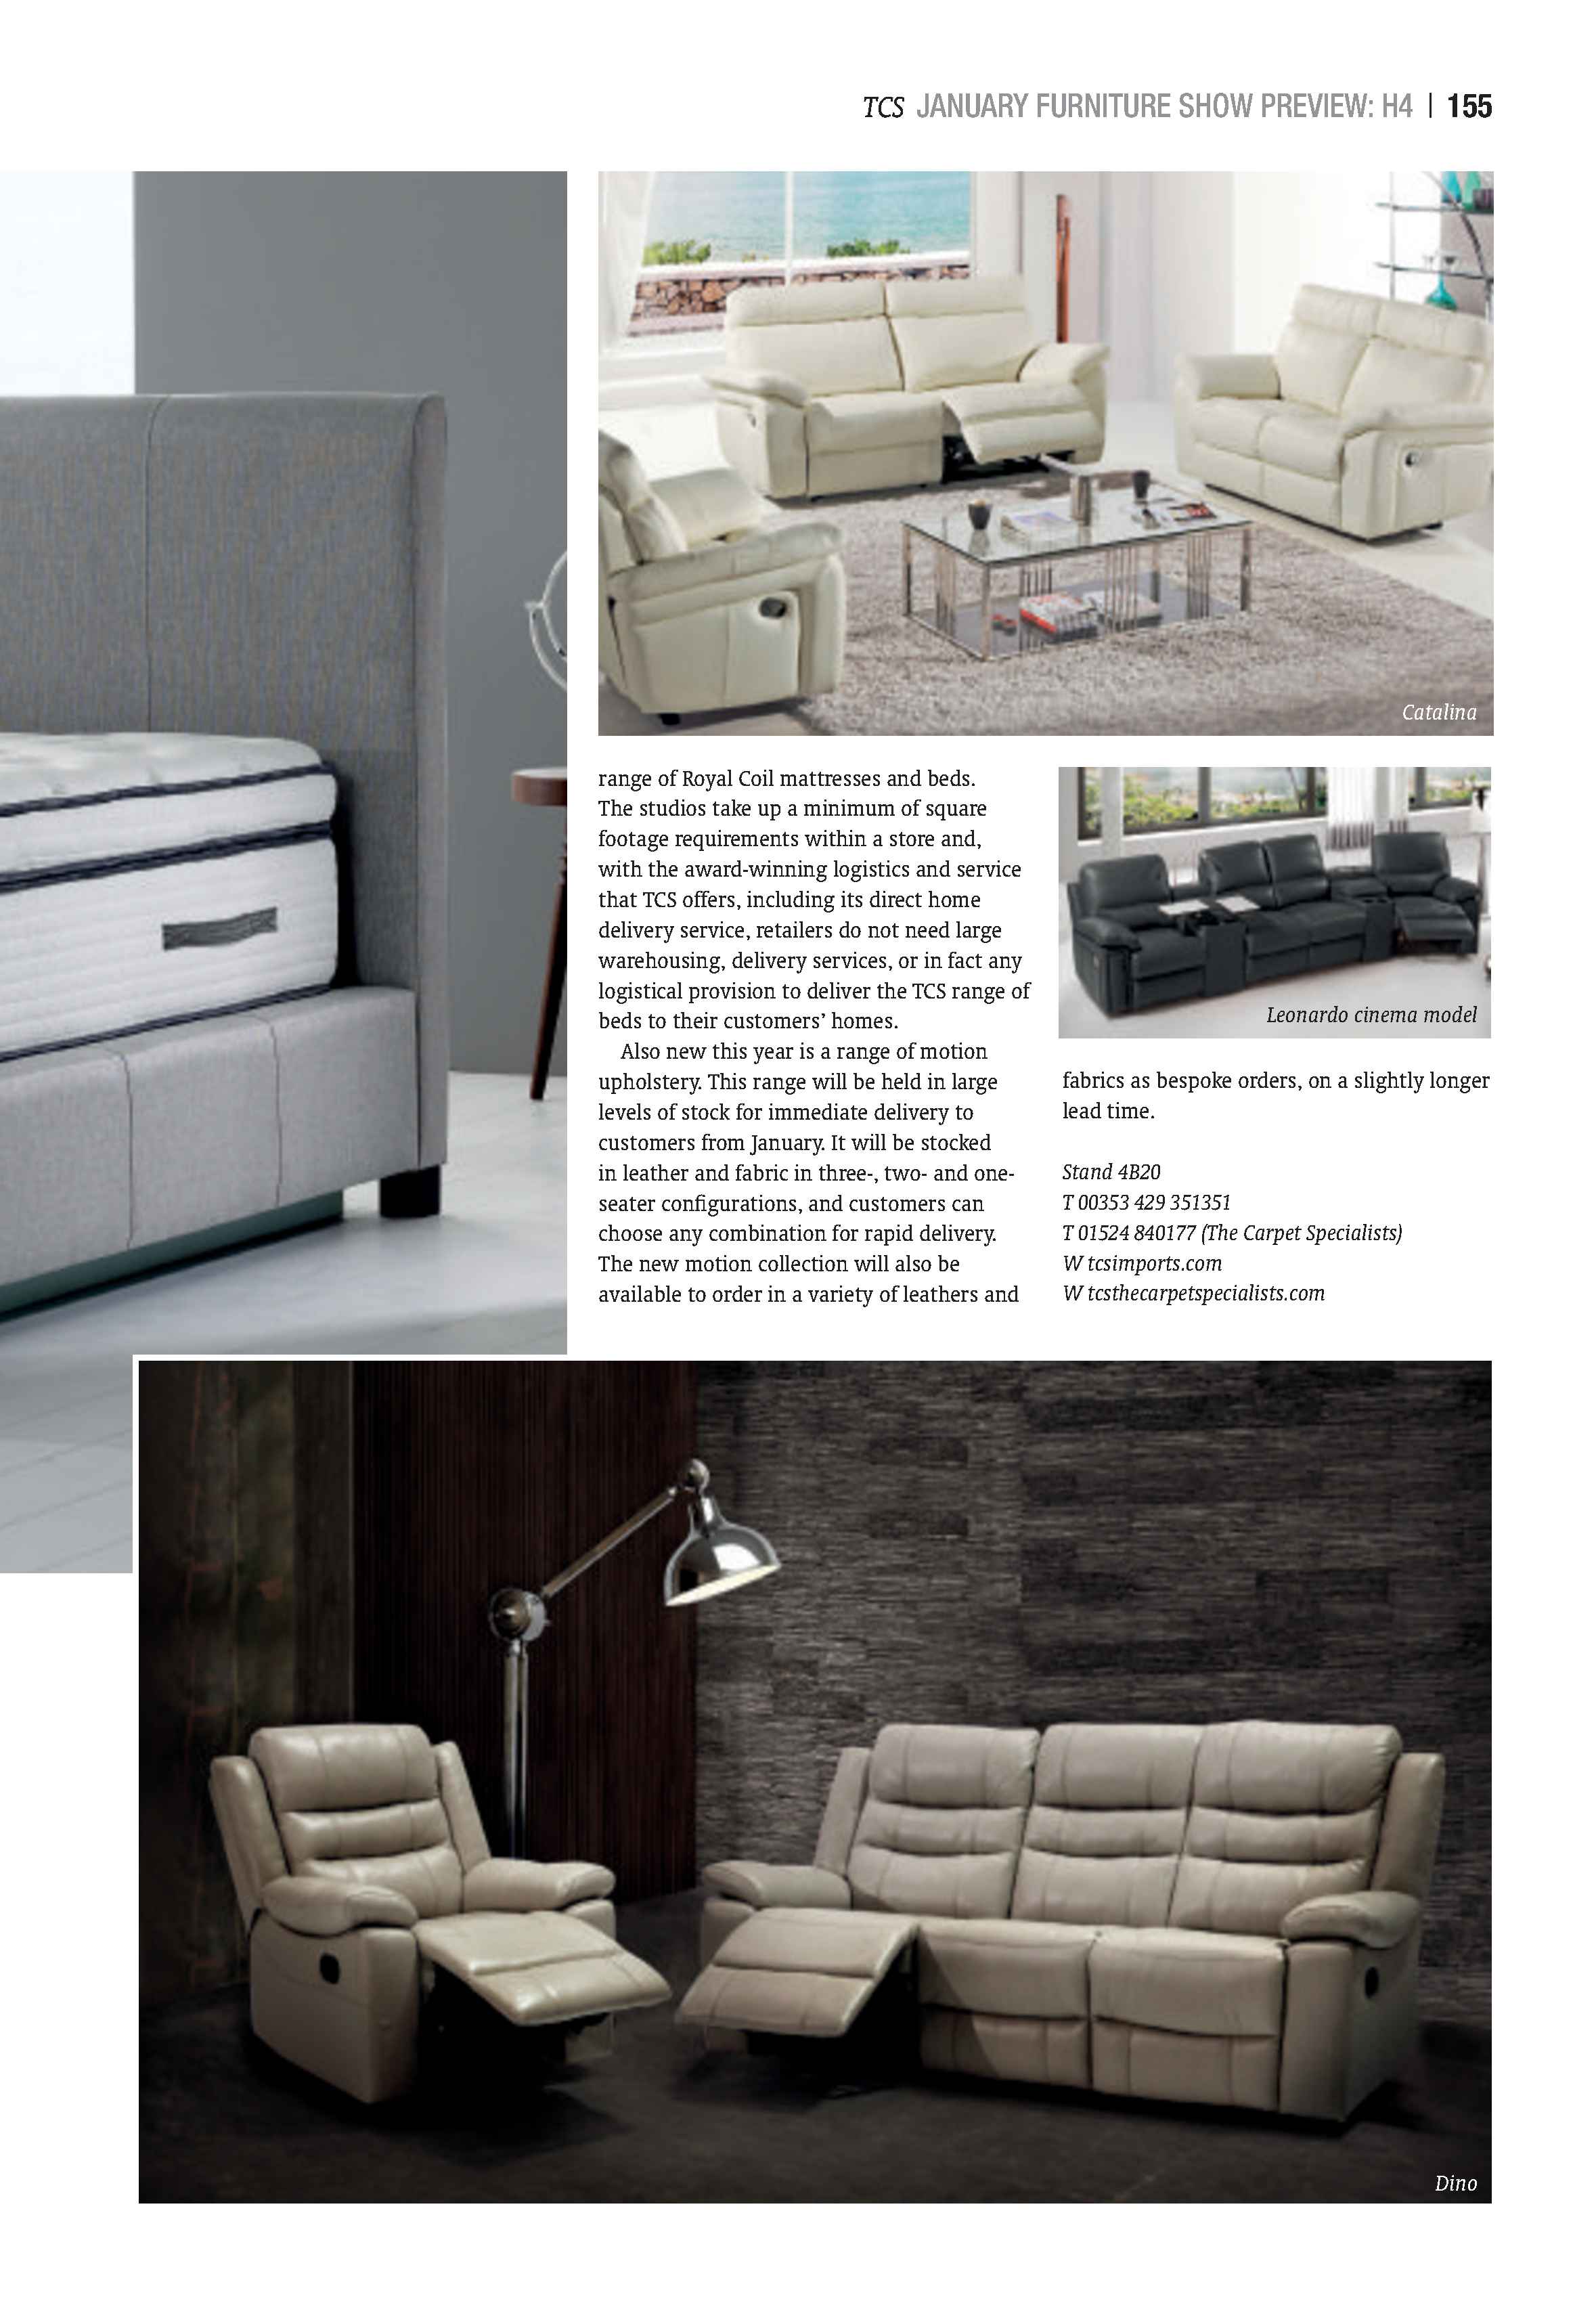 TCS JANUARY FURNITURE SHOW PREVIEW: H4 | 155
Catalina
range of Royal Coil mattresses and beds.
The studios take up a minimum of square
footage requirements within a store and,
with the award-winning logistics and service
that TCS offers, including its direct home
delivery service, retailers do not need large
warehousing, delivery services, or in fact any
logistical provision to deliver the TCS range of
beds to their customers’ homes.
Also new this year is a range of motion
upholstery. This range will be held in large
levels of stock for immediate delivery to
customers from January. It will be stocked
in leather and fabric in three-, two- and one-
seater configurations, and customers can
choose any combination for rapid delivery.
The new motion collection will also be
available to order in a variety of leathers and
Leonardo cinema model
fabrics as bespoke orders, on a slightly longer
lead time.
Stand 4B20
T 00353 429 351351
T 01524 840177 (The Carpet Specialists)
W tcsimports.com
W tcsthecarpetspecialists.com
Dino